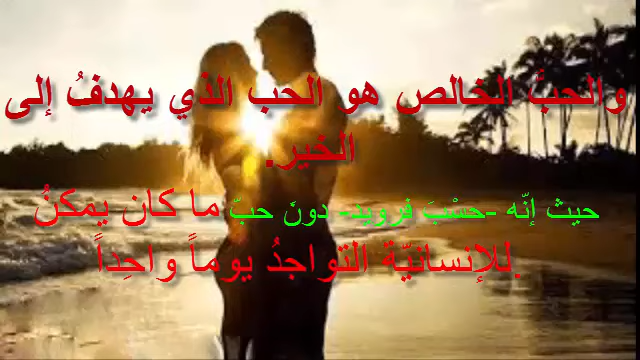 والحبُّ الخالص هو الحب الذي يهدفُ إلى
الخير.
حيث إنّه -حسْبَ فرويد- دونَ حبّ ما كان يمكنُ
للإنسانيّة التواجدُ يوماً واحِداً.